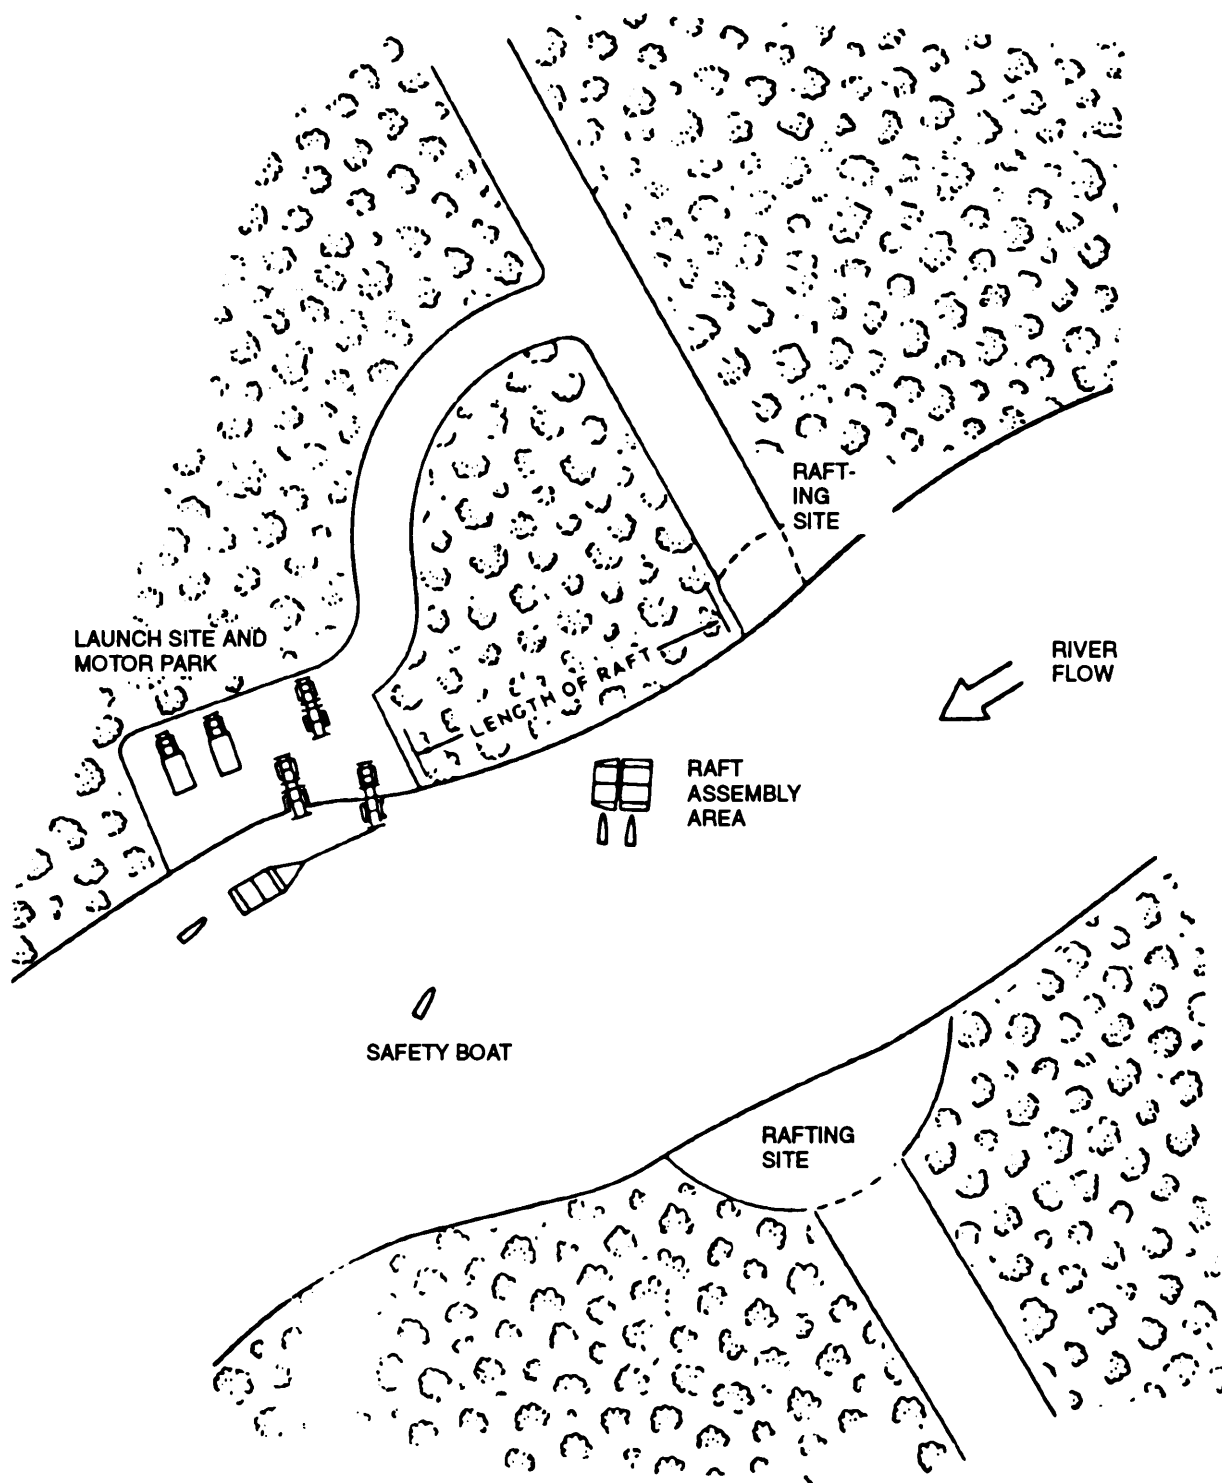 RAFT-
ING
SITE
LAUNCH SITE AND
MOTOR PARK
LENGTH OF RAFT
RIVER
FLOW
RAFT
ASSEMBLY
AREA
SAFETY BOAT
RAFTING
SITE